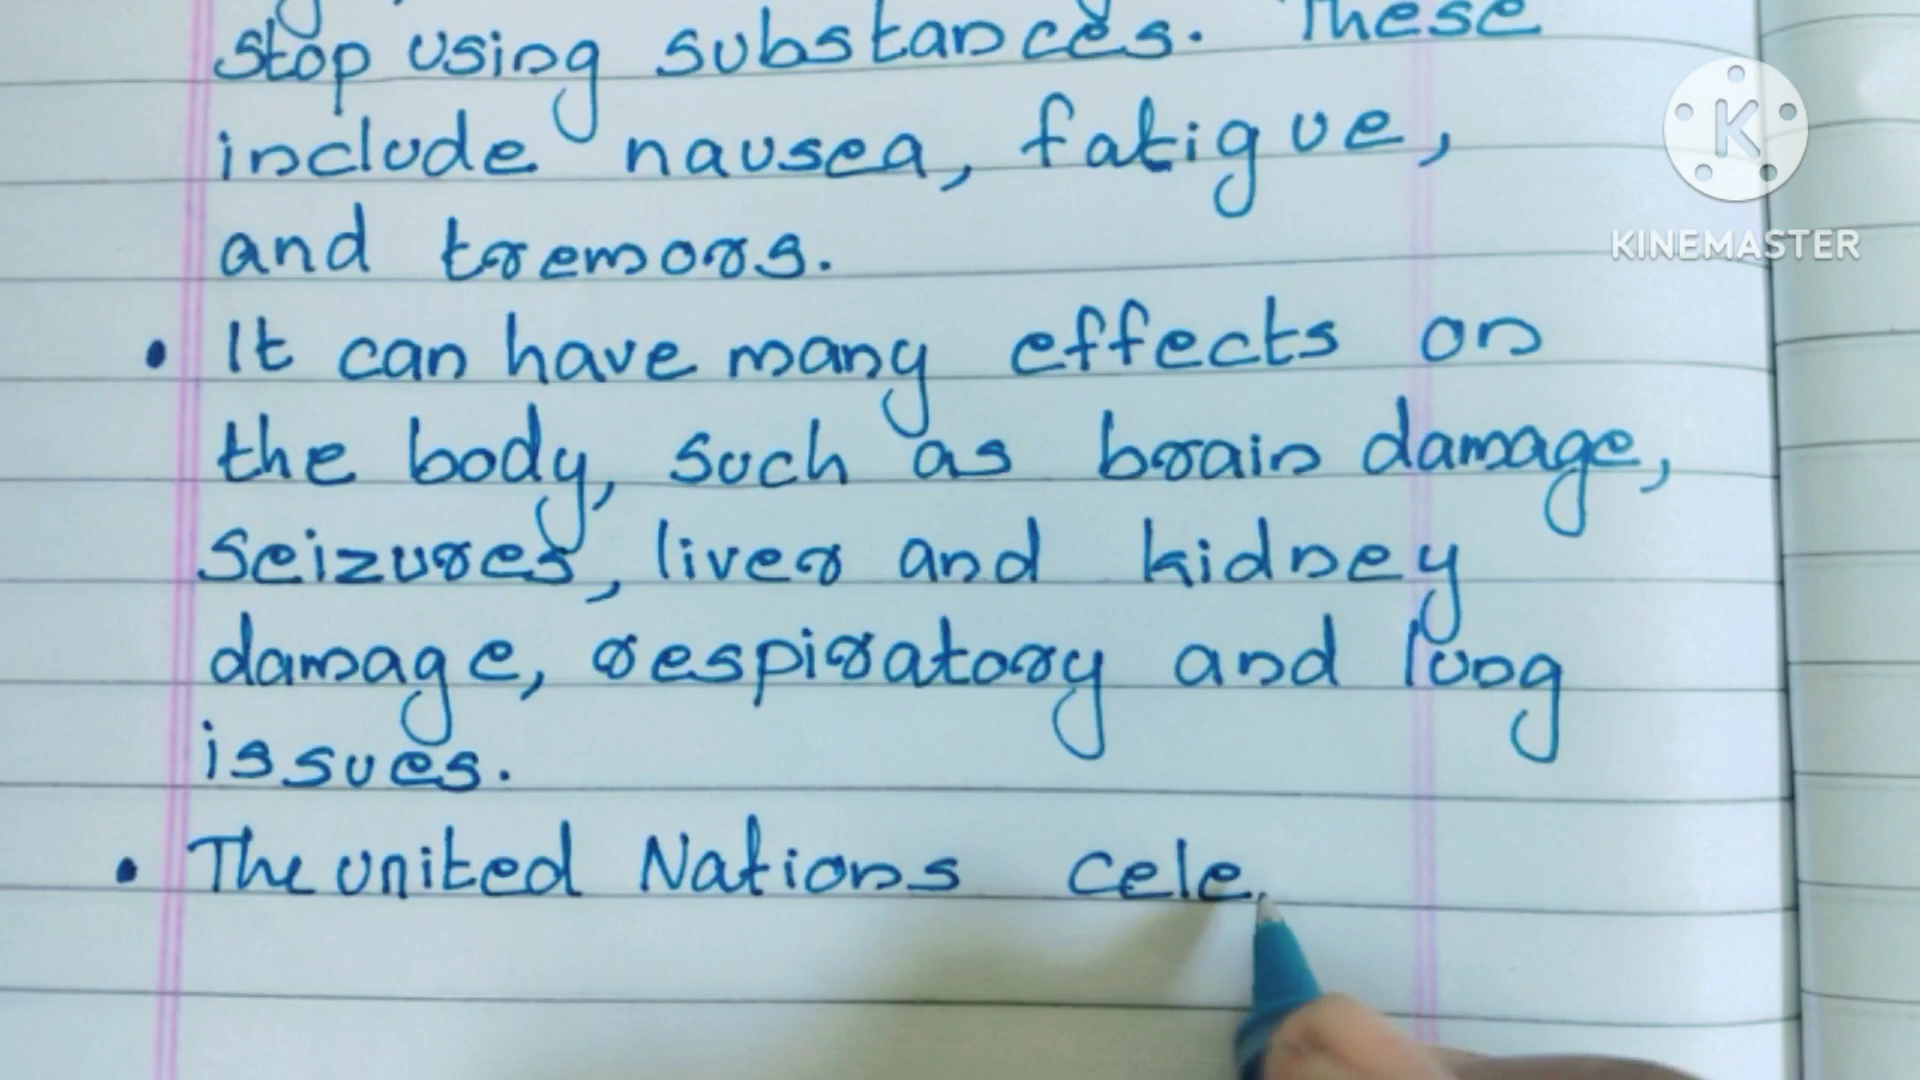 stop using substances. These
include nausea, fatigue,
and tremors.
• It can have many effects on
the body, such as brain damage,
seizures, liver and kidney
damage, respiratory and lung
issues.
• The united Nations cele
K
KINEMASTER